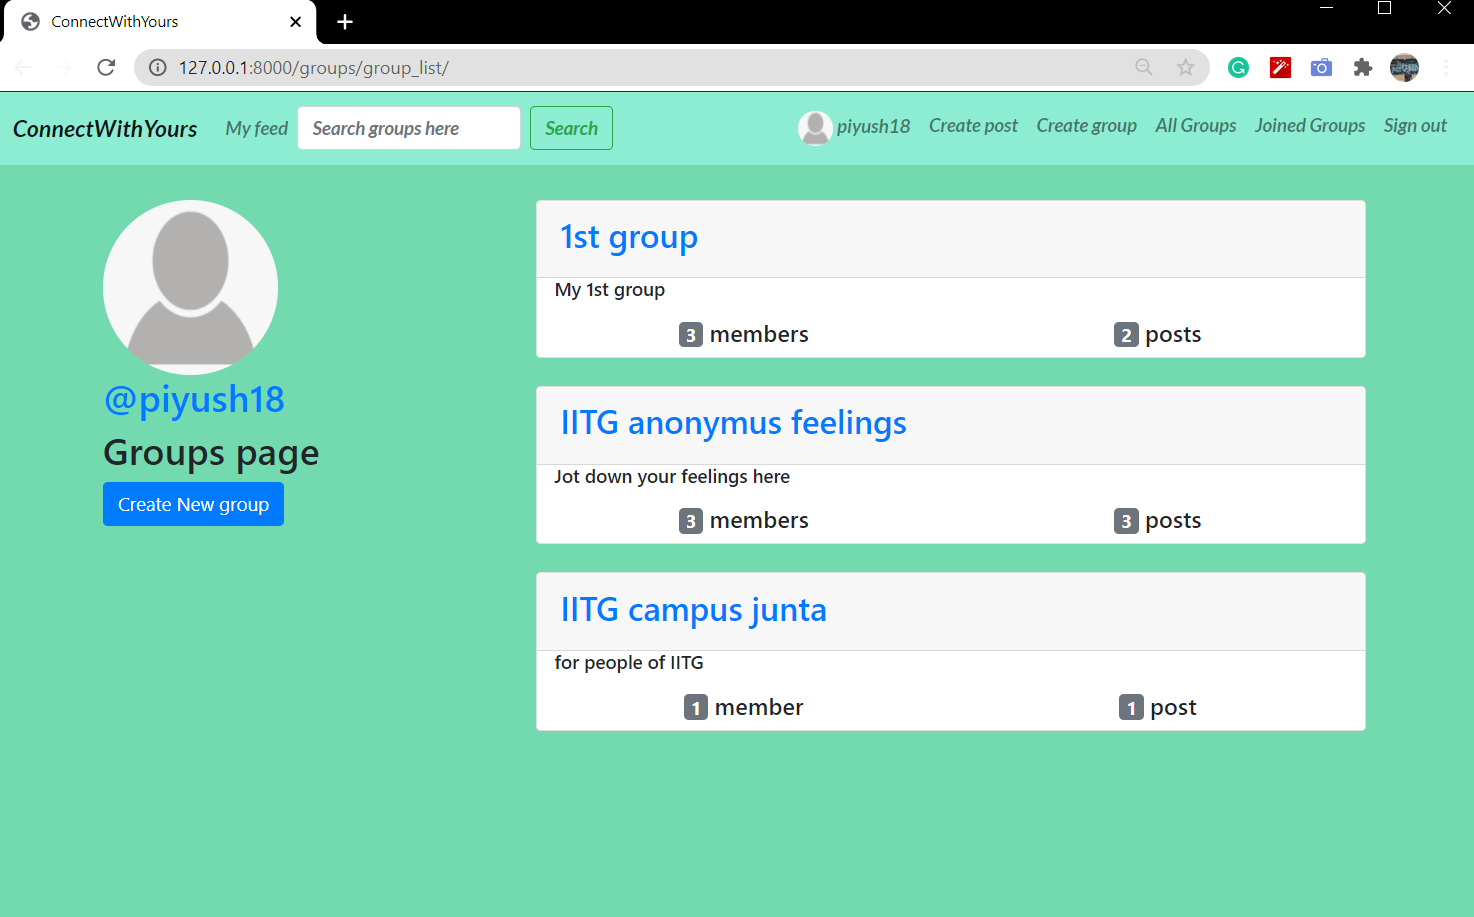 ConnectWithYours
127.0.0.1:8000/groups/group_list/
ConnectWithYours My feed Search groups here Search piyush18 Create post Create group All Groups Joined Groups Sign out
@piyush18
Groups page
Create New group
1st group
My 1st group
3 members 2 posts
IITG anonymus feelings
Jot down your feelings here
3 members 3 posts
IITG campus junta
for people of IITG
1 member 1 post